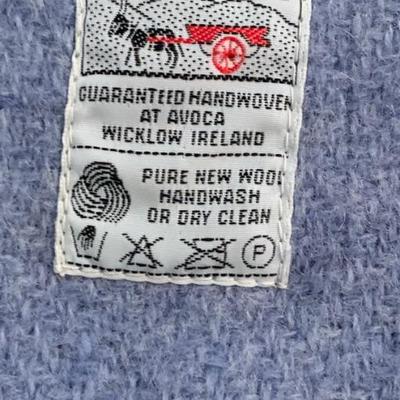 GUARANTEED HANDWOVEN
AT AVOCA
WICKLOW IRELAND
PURE NEW WOOL
HANDWASH
OR DRY CLEAN
P